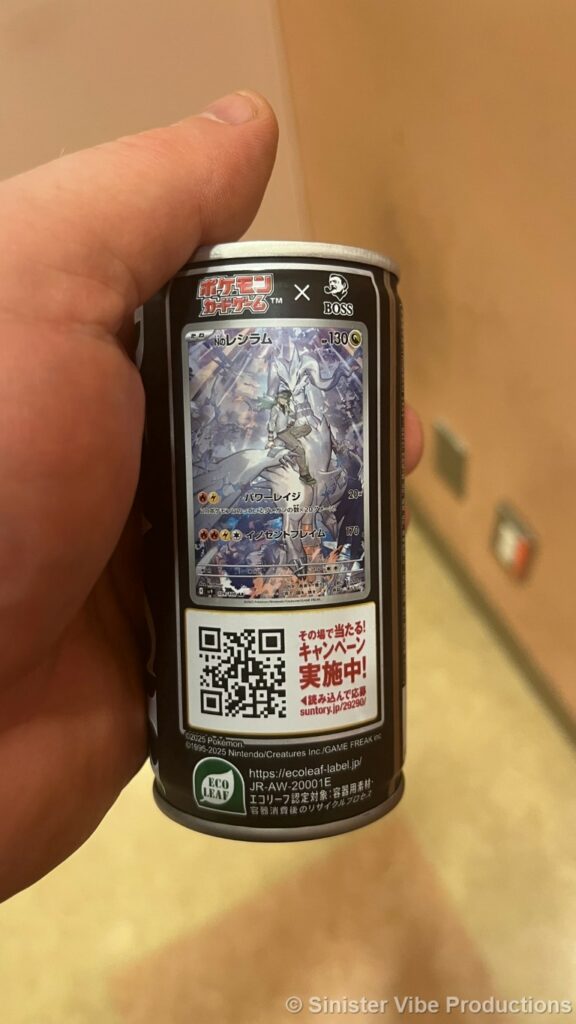 ポケモン
カードゲーム™ × BOSS
たね Nのレシラム HP130
パワーレイジ 20×
イノセントフレイム 170
その場で当たる!
キャンペーン
実施中!
◀読み込んで応募
suntory.jp/29290/
©2025 Pokémon.
©1995-2025 Nintendo/Creatures Inc./GAME FREAK inc.
ECO
LEAF
https://ecoleaf-label.jp/
JR-AW-20001E
エコリーフ認定対象:容器用素材・
容器消費後のリサイクルプロセス
© Sinister Vibe Productions